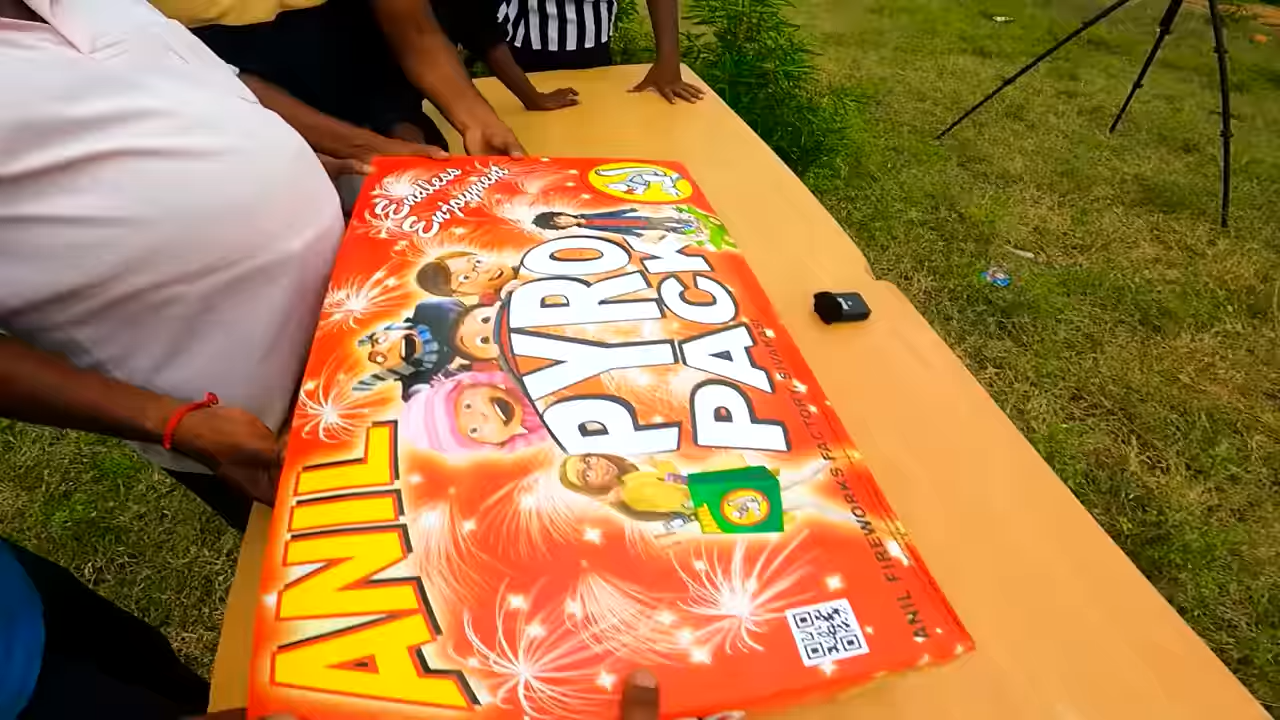 ANIL
Endless
Enjoyment
PYRO
PACK
ANIL FIREWORKS FACTORY, SIVAKASI